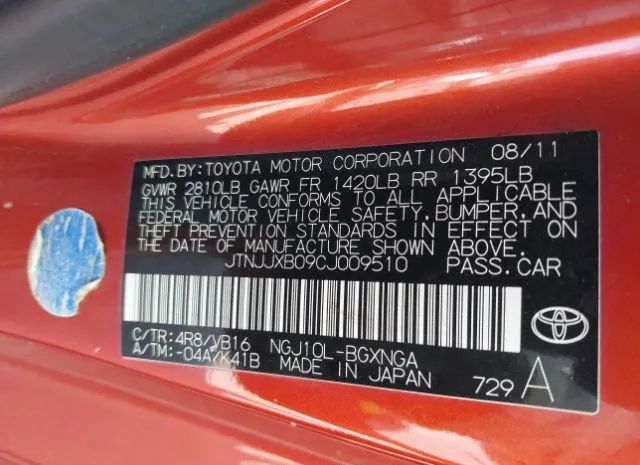 MFD.BY:TOYOTA MOTOR CORPORATION 08/11
GVWR 2810LB GAWR FR 1420LB RR 1395LB
THIS VEHICLE CONFORMS TO ALL APPLICABLE
FEDERAL MOTOR VEHICLE SAFETY,BUMPER,AND
THEFT PREVENTION STANDARDS IN EFFECT ON
THE DATE OF MANUFACTURE SHOWN ABOVE.
JTNJJXB09CJ009510 PASS.CAR
C/TR:4R8/VB16 NGJ10L-BGXNGA
A/TM:-04A/K41B MADE IN JAPAN
729 A